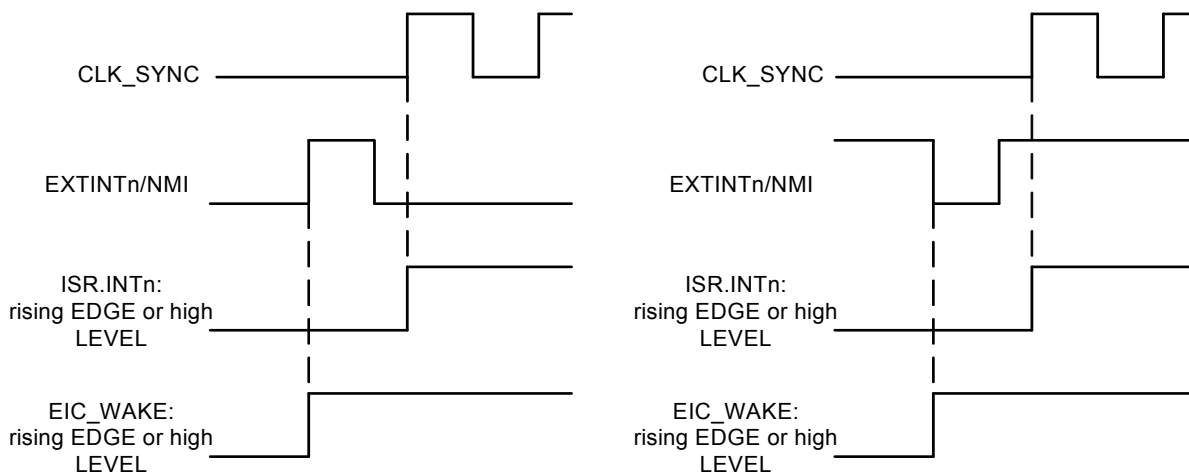 CLK_SYNC
EXTINTn/NMI
ISR.INTn:
rising EDGE or high
LEVEL
EIC_WAKE:
rising EDGE or high
LEVEL
CLK_SYNC
EXTINTn/NMI
ISR.INTn:
rising EDGE or high
LEVEL
EIC_WAKE:
rising EDGE or high
LEVEL